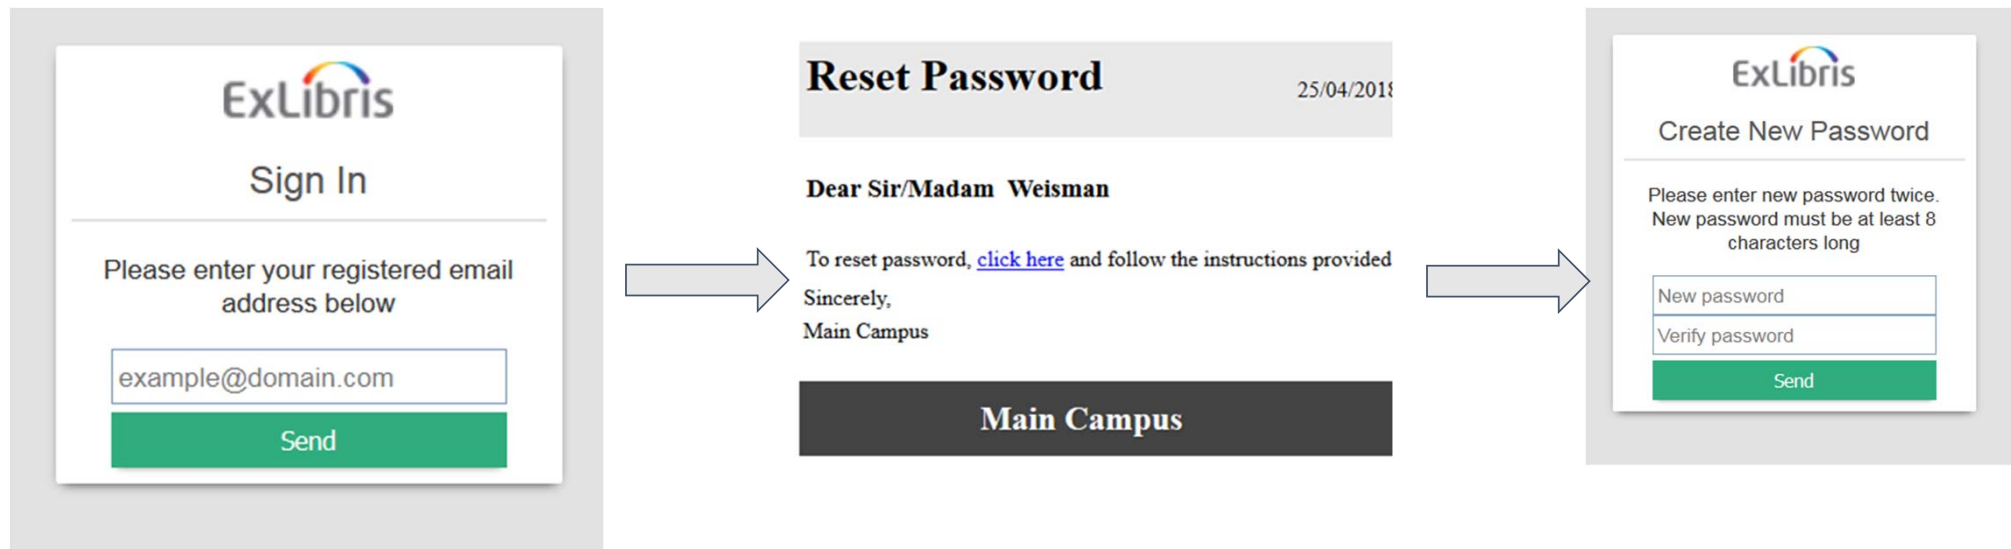 ExLibris
Sign In
Please enter your registered email
address below
example@domain.com
Send
Reset Password
25/04/2018
Dear Sir/Madam Weisman
To reset password, click here and follow the instructions provided
Sincerely,
Main Campus
Main Campus
ExLibris
Create New Password
Please enter new password twice.
New password must be at least 8
characters long
New password
Verify password
Send